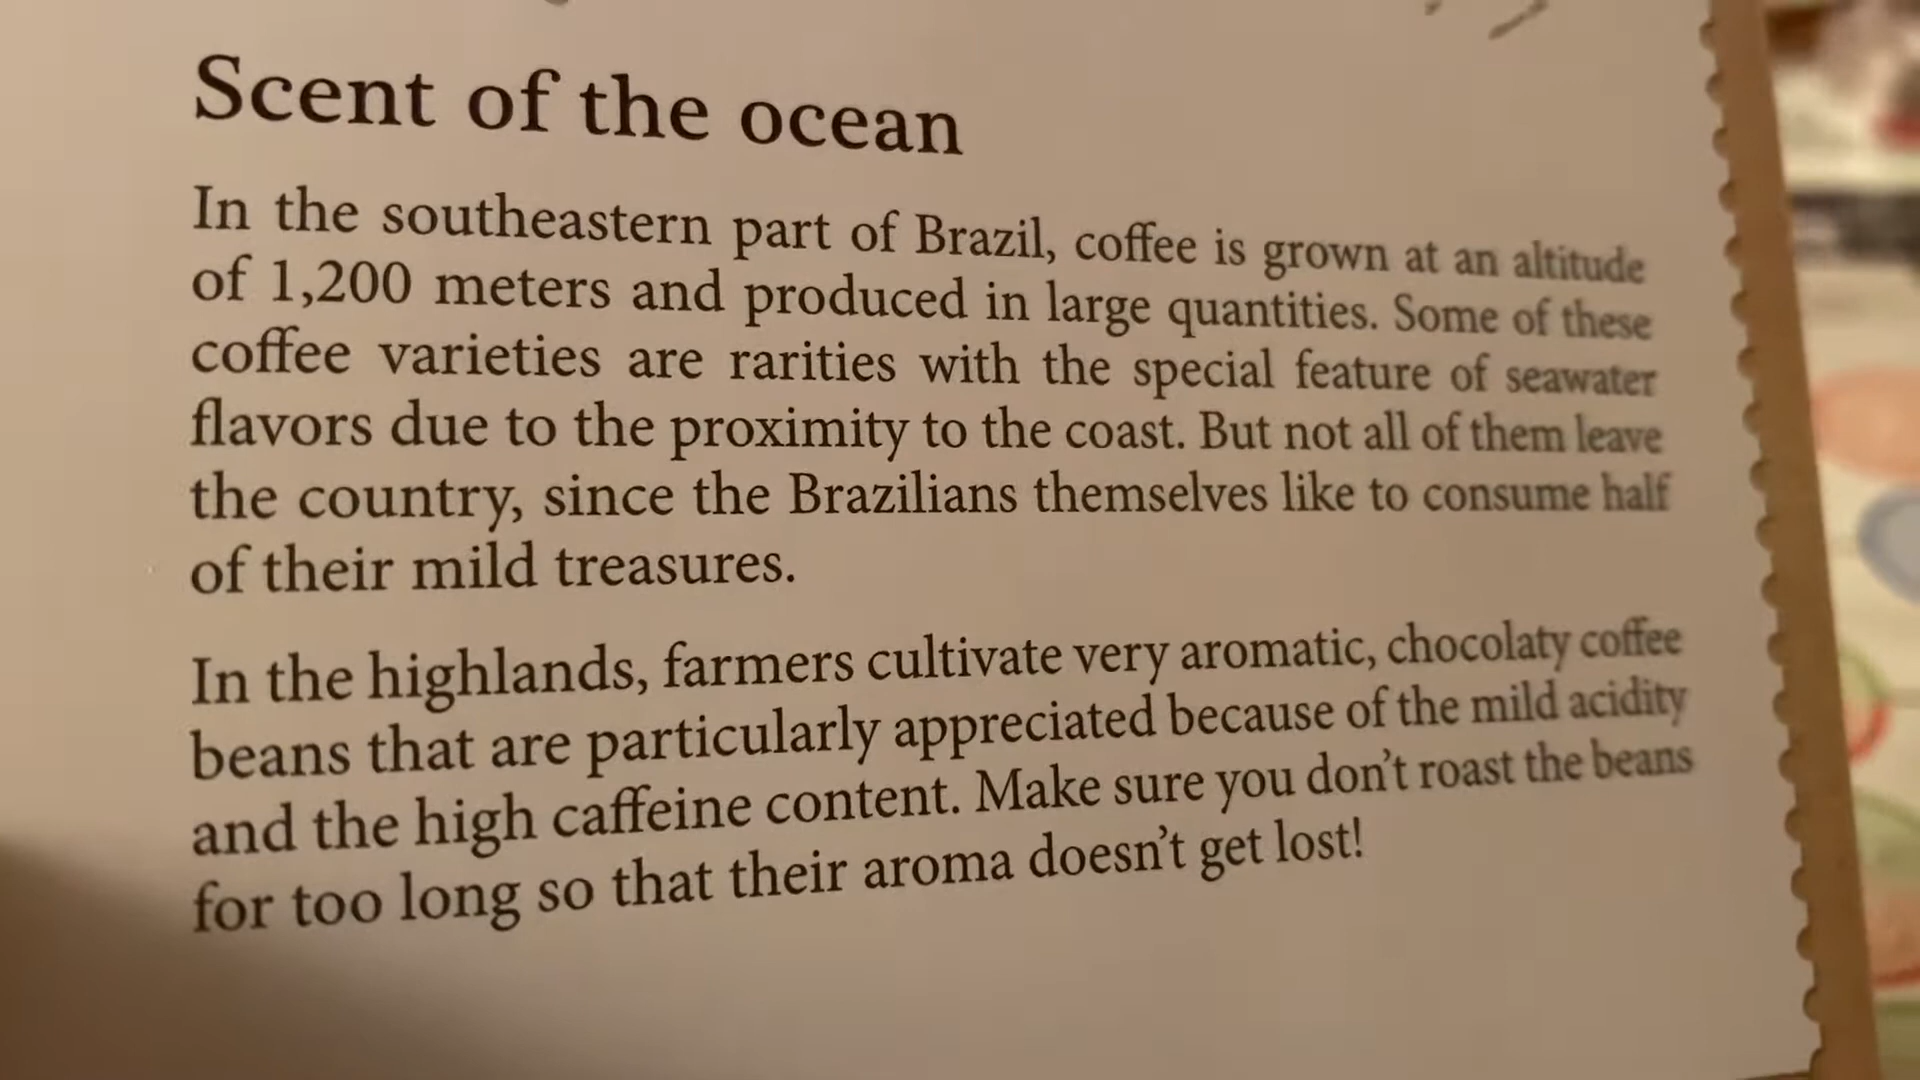 Scent of the ocean
In the southeastern part of Brazil, coffee is grown at an altitude
of 1,200 meters and produced in large quantities. Some of these
coffee varieties are rarities with the special feature of seawater
flavors due to the proximity to the coast. But not all of them leave
the country, since the Brazilians themselves like to consume half
of their mild treasures.
In the highlands, farmers cultivate very aromatic, chocolaty coffee
beans that are particularly appreciated because of the mild acidity
and the high caffeine content. Make sure you don't roast the beans
for too long so that their aroma doesn't get lost!